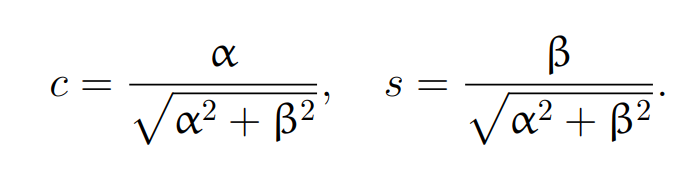 c = α / √(α² + β²), s = β / √(α² + β²).